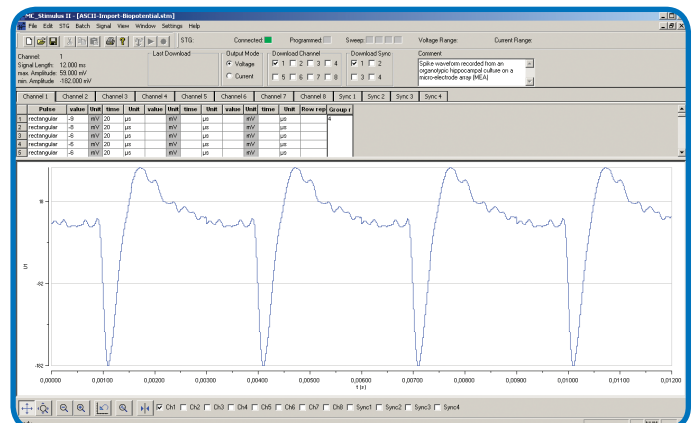 MC_Stimulus II - [ASCII-Import-Biopotential.stm]
File Edit STG Batch Signal View Window Settings Help
STG: Connected: Programmed: Sweep: Voltage Range: Current Range:
Channel: 1
Signal Length: 12.000 ms
max. Amplitude: 59.000 mV
min. Amplitude -182.000 mV
Last Download
Output Mode
Voltage
Current
Download Channel
1 2 3 4
5 6 7 8
Download Sync
1 2
3 4
Comment
Spike waveform recorded from an
organotypic hippocampal culture on a
micro-electrode array (MEA)
Channel 1 Channel 2 Channel 3 Channel 4 Channel 5 Channel 6 Channel 7 Channel 8 Sync 1 Sync 2 Sync 3 Sync 4
Pulse value Unit time Unit value Unit time Unit value Unit time Unit Row rep Group r
1 rectangular -9 mV 20 µs mV µs mV µs 4
2 rectangular -8 mV 20 µs mV µs mV µs
3 rectangular -6 mV 20 µs mV µs mV µs
4 rectangular -6 mV 20 µs mV µs mV µs
5 rectangular -6 mV 20 µs mV µs mV µs
18
-82
-182
0,00000 0,00100 0,00200 0,00300 0,00400 0,00500 0,00600 0,00700 0,00800 0,00900 0,01000 0,01100 0,01200
t (s)
Ch1 Ch2 Ch3 Ch4 Ch5 Ch6 Ch7 Ch8 Sync1 Sync2 Sync3 Sync4